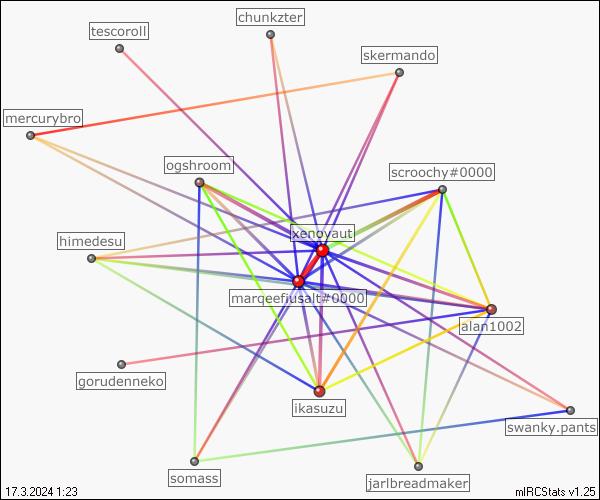 chunkzter
tescoroll
skermando
mercurybro
ogshroom
scroochy#0000
xenoyaut
himedesu
marqeefiusalt#0000
alan1002
gorudenneko
ikasuzu
swanky.pants
somass
jarlbreadmaker
17.3.2024 1:23
mIRCStats v1.25